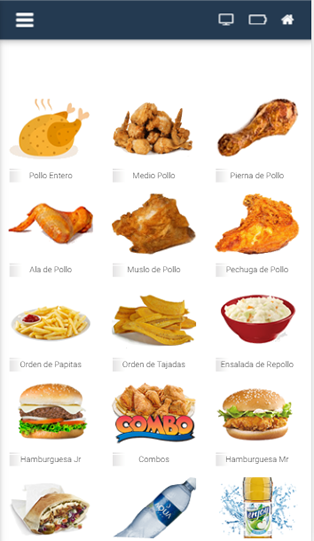 Pollo Entero
Medio Pollo
Pierna de Pollo
Ala de Pollo
Muslo de Pollo
Pechuga de Pollo
Orden de Papitas
Orden de Tajadas
Ensalada de Repollo
COMBO
Hamburguesa Jr
Combos
Hamburguesa Mr
enjoy